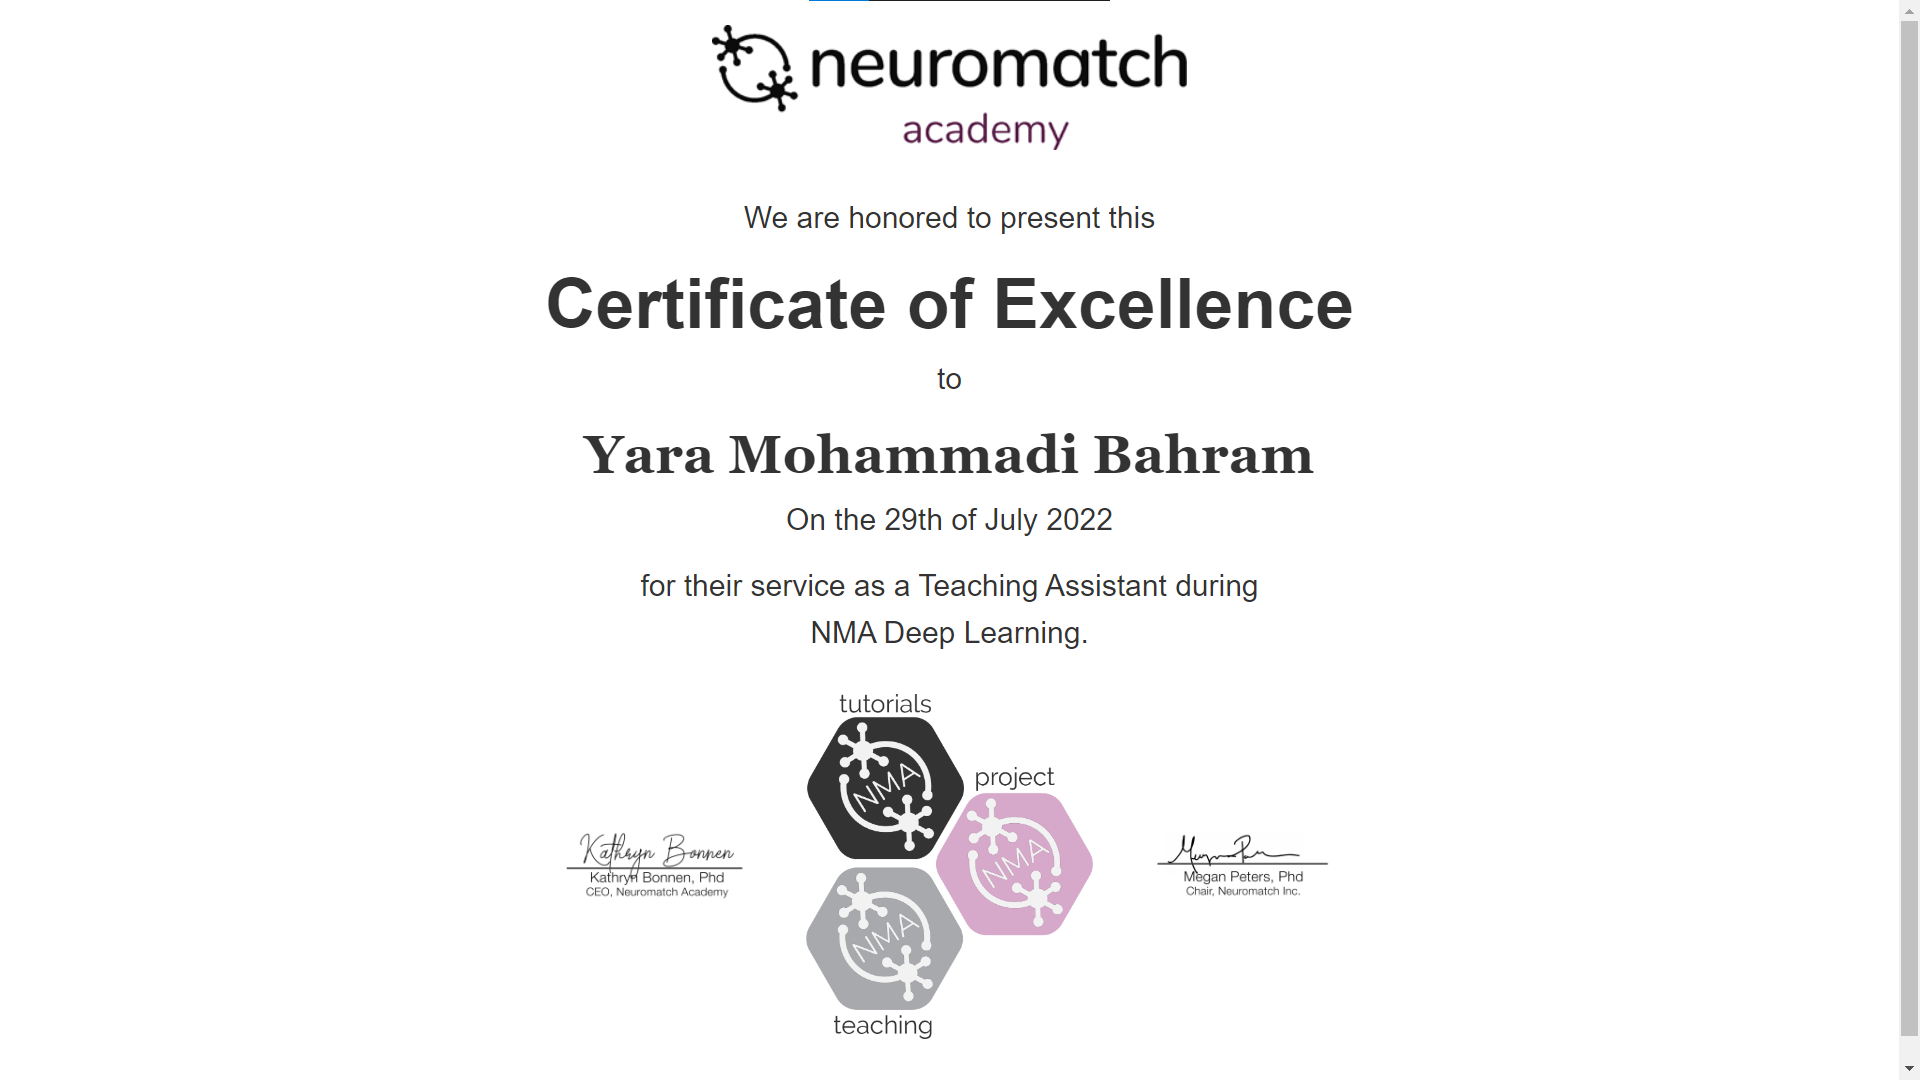 neuromatch
academy
We are honored to present this
Certificate of Excellence
to
Yara Mohammadi Bahram
On the 29th of July 2022
for their service as a Teaching Assistant during
NMA Deep Learning.
tutorials
NMA
project
NMA
Kathryn Bonnen
Kathryn Bonnen, Phd
CEO, Neuromatch Academy
Megan Peters, Phd
Chair, Neuromatch Inc.
NMA
teaching